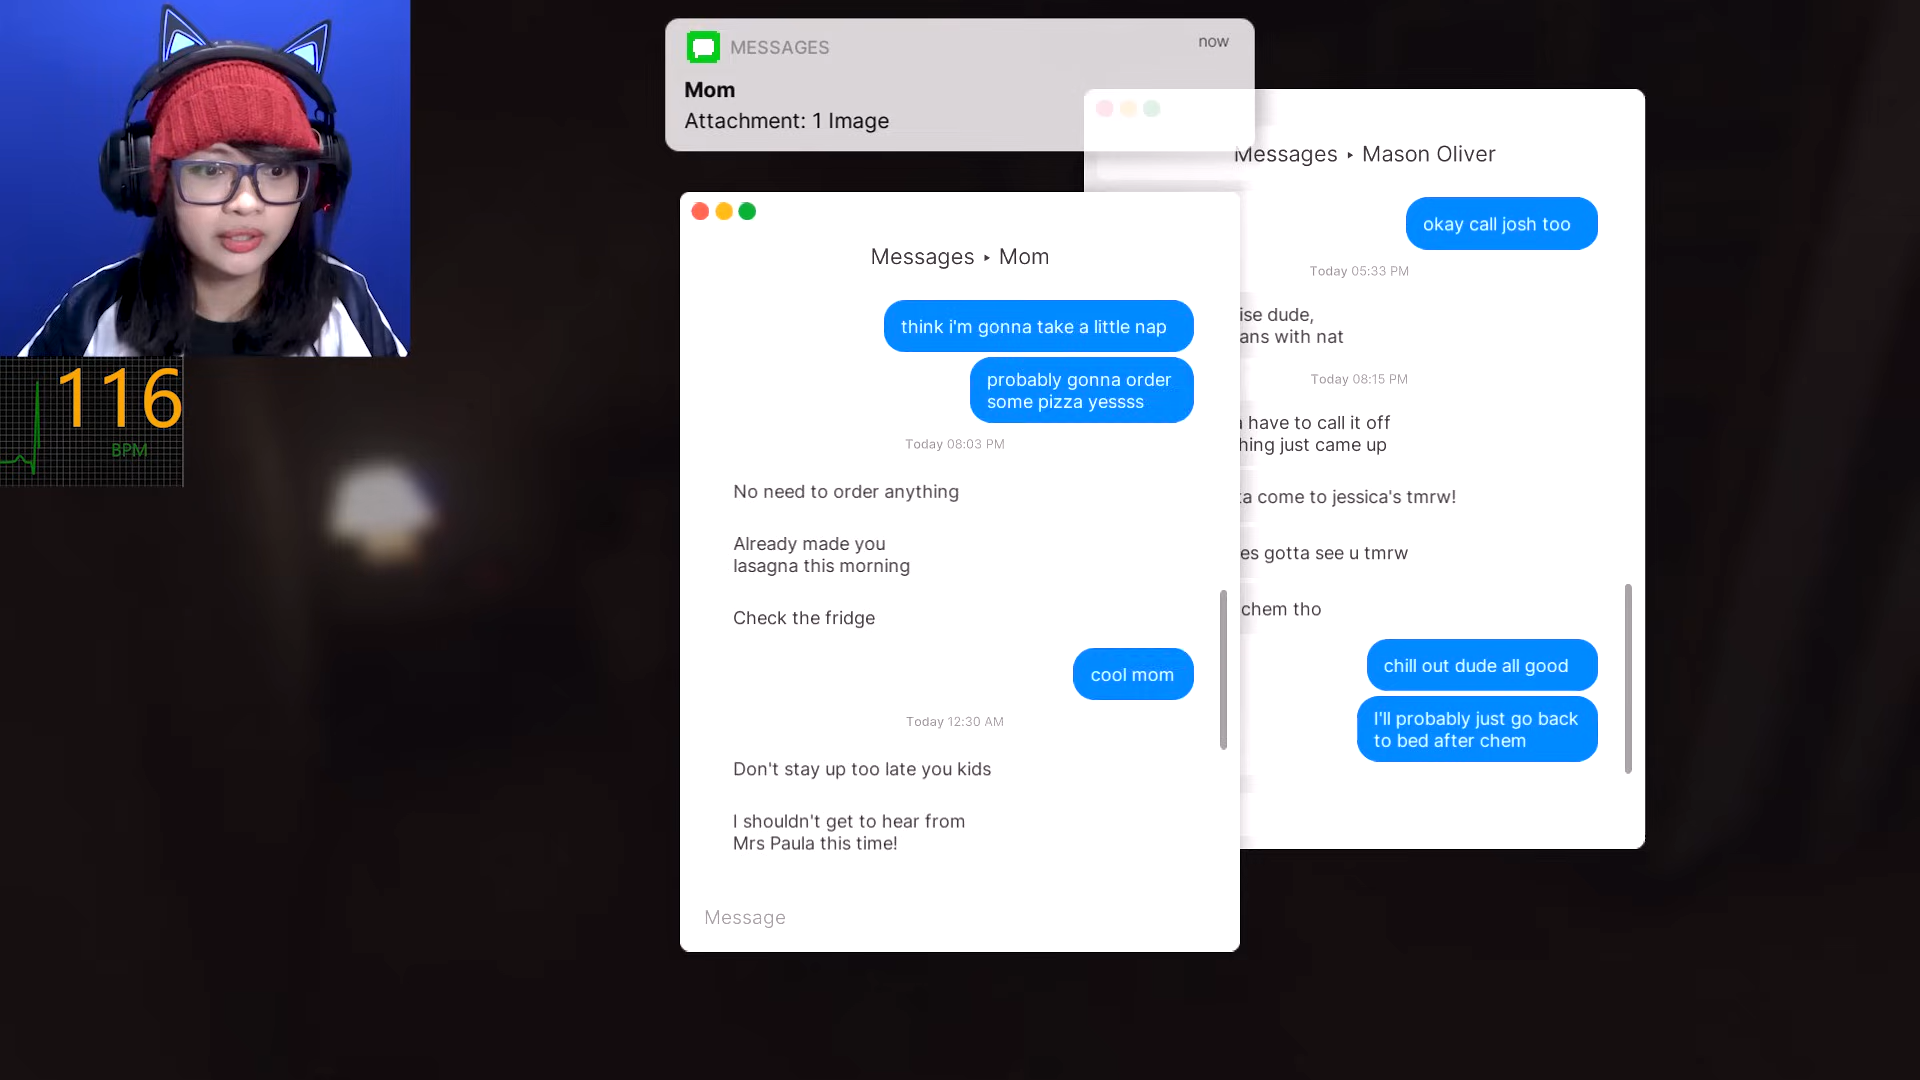 MESSAGES
now
Mom
Attachment: 1 Image
116
BPM
Messages ‣ Mom
think i'm gonna take a little nap
probably gonna order
some pizza yessss
Today 08:03 PM
No need to order anything
Already made you
lasagna this morning
Check the fridge
cool mom
Today 12:30 AM
Don't stay up too late you kids
I shouldn't get to hear from
Mrs Paula this time!
Message
Messages ‣ Mason Oliver
okay call josh too
Today 05:33 PM
dude,
with nat
Today 08:15 PM
have to call it off
just came up
come to jessica's tmrw!
gotta see u tmrw
chem tho
chill out dude all good
I'll probably just go back
to bed after chem